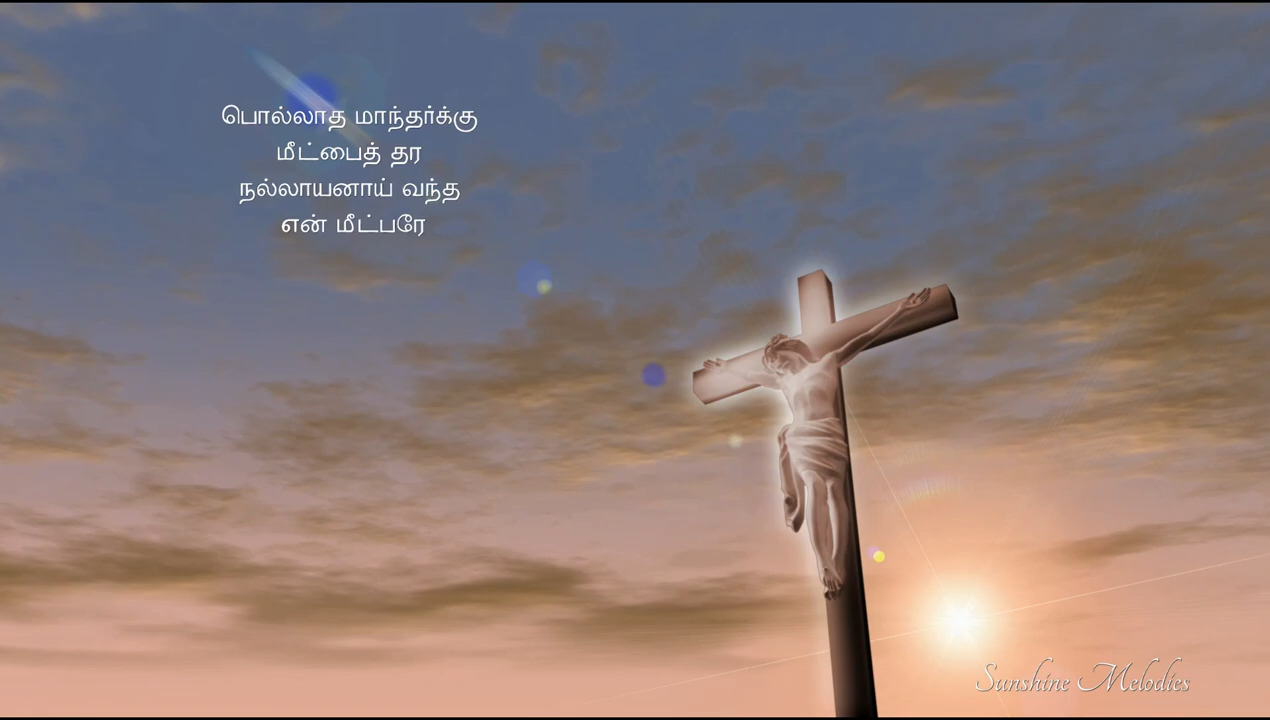 பொல்லாத மாந்தர்க்கு
மீட்பைத் தர
நல்லாயனாய் வந்த
என் மீட்பரே
Sunshine Melodies